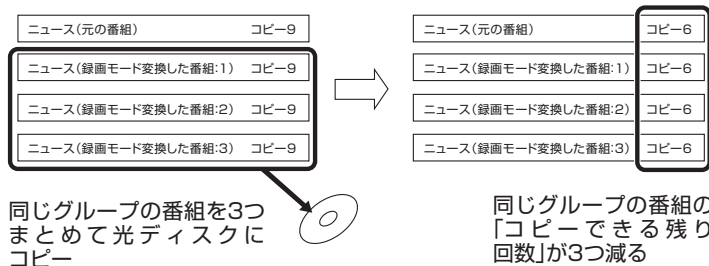 ニュース(元の番組) コピー9
ニュース(録画モード変換した番組:1) コピー9
ニュース(録画モード変換した番組:2) コピー9
ニュース(録画モード変換した番組:3) コピー9
同じグループの番組を3つ
まとめて光ディスクに
コピー
ニュース(元の番組) コピー6
ニュース(録画モード変換した番組:1) コピー6
ニュース(録画モード変換した番組:2) コピー6
ニュース(録画モード変換した番組:3) コピー6
同じグループの番組の
「コピーできる残り
回数」が3つ減る